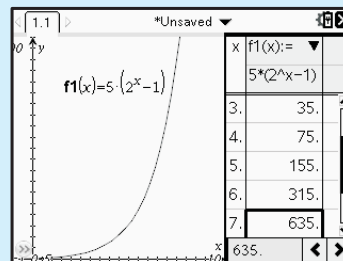 1.1
*Unsaved
y
f1(x)=5·(2^x-1)
x
x f1(x):=
5*(2^x-1)
3. 35.
4. 75.
5. 155.
6. 315.
7. 635.
635.